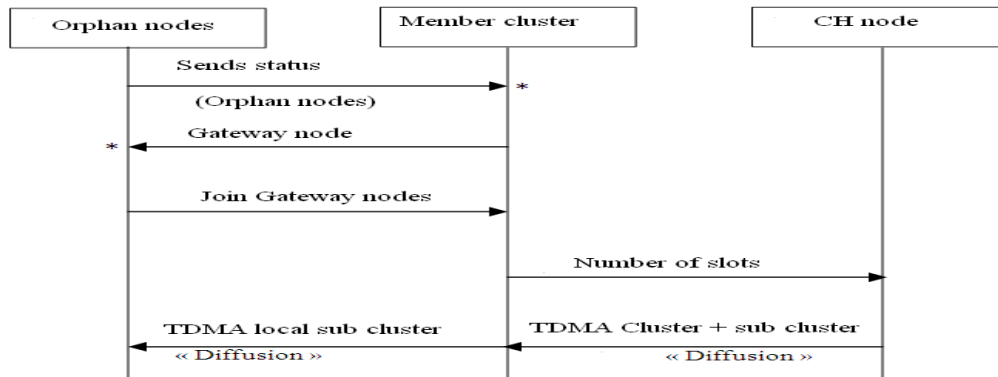 Orphan nodes
Member cluster
CH node
Sends status
*
(Orphan nodes)
Gateway node
*
Join Gateway nodes
Number of slots
TDMA local sub cluster
TDMA Cluster + sub cluster
« Diffusion »
« Diffusion »